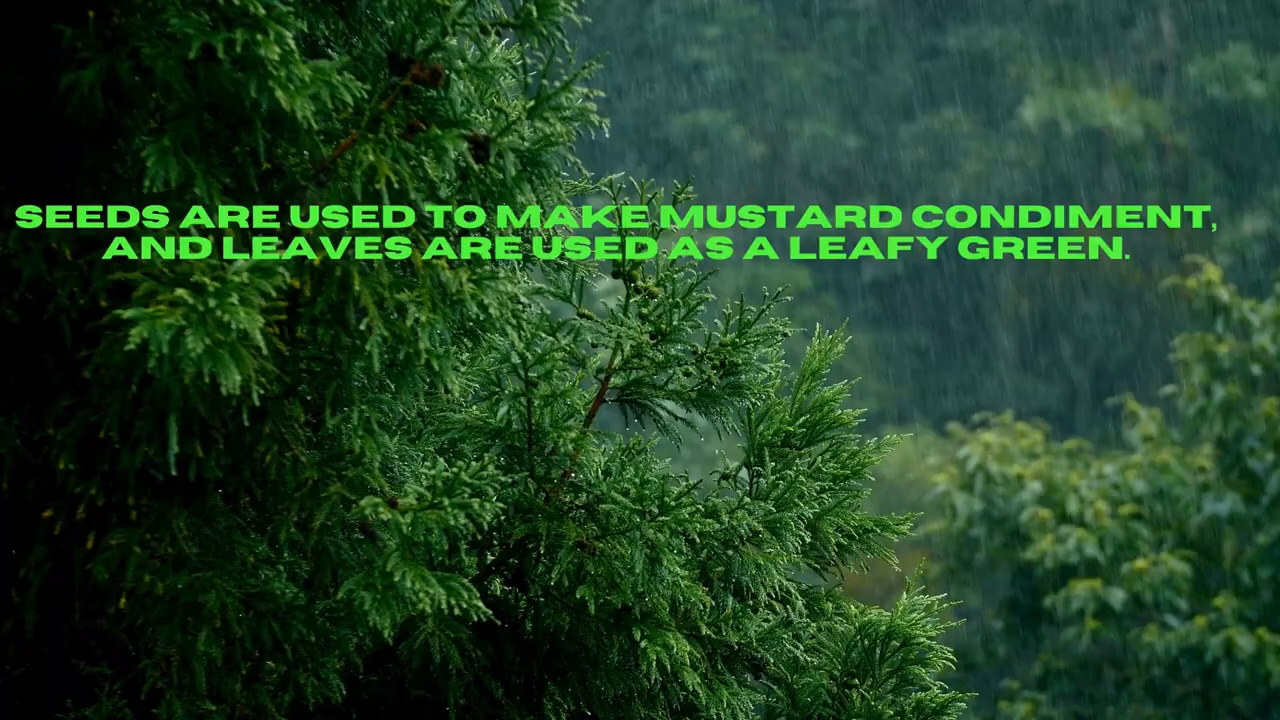 SEEDS ARE USED TO MAKE MUSTARD CONDIMENT,
AND LEAVES ARE USED AS A LEAFY GREEN.